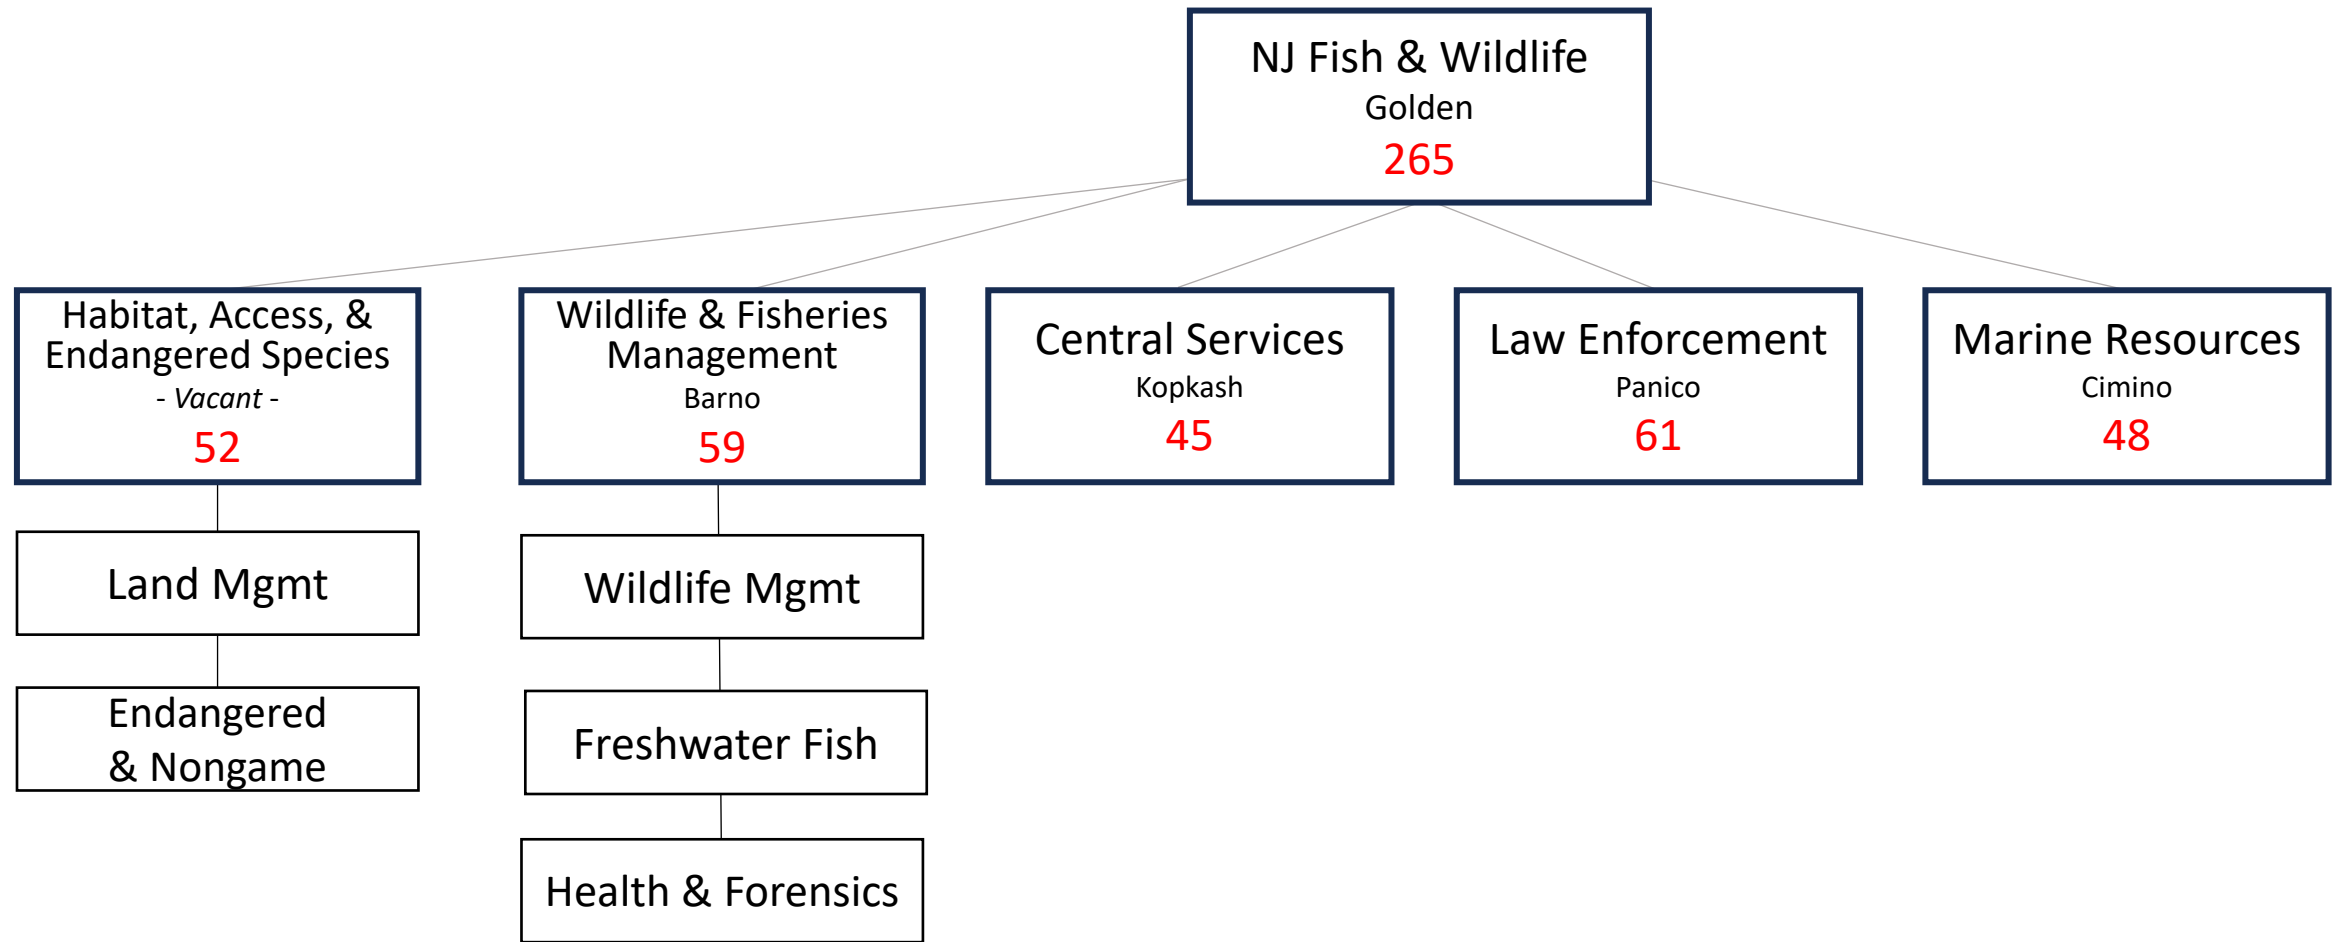 NJ Fish & Wildlife
Golden
265
Habitat, Access, &
Endangered Species
- Vacant -
52
Wildlife & Fisheries
Management
Barno
59
Central Services
Kopkash
45
Law Enforcement
Panico
61
Marine Resources
Cimino
48
Land Mgmt
Endangered
& Nongame
Wildlife Mgmt
Freshwater Fish
Health & Forensics